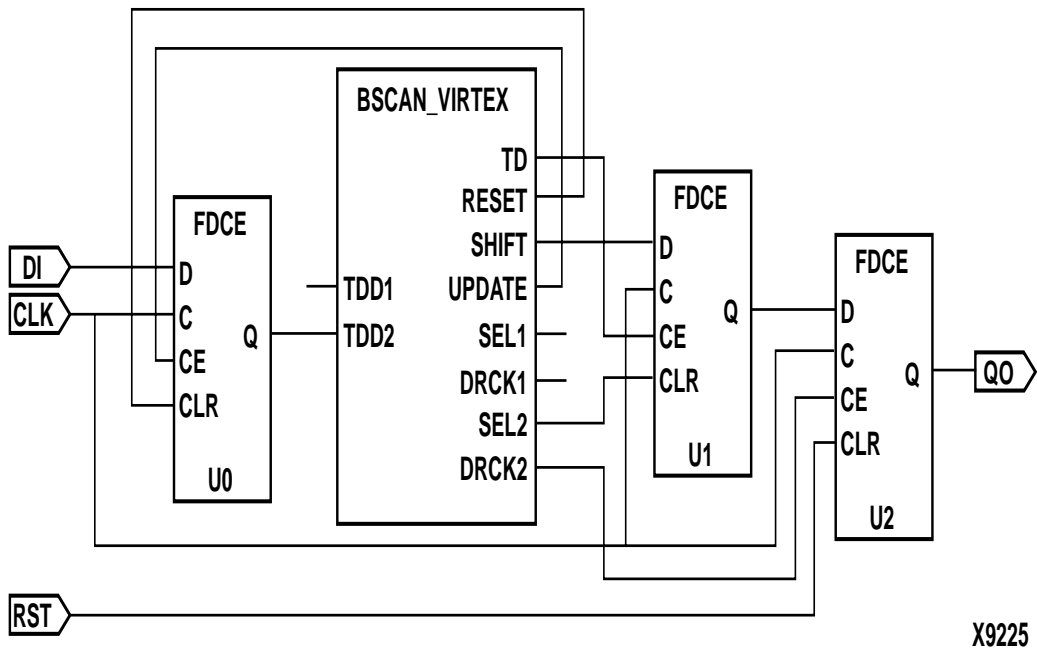 BSCAN_VIRTEX
TD
RESET
SHIFT
UPDATE
SEL1
DRCK1
SEL2
DRCK2
TDD1
TDD2
DI
CLK
RST
FDCE
D
C
CE
CLR
Q
U0
FDCE
D
C
CE
CLR
Q
U1
FDCE
D
C
CE
CLR
Q
U2
QO
X9225